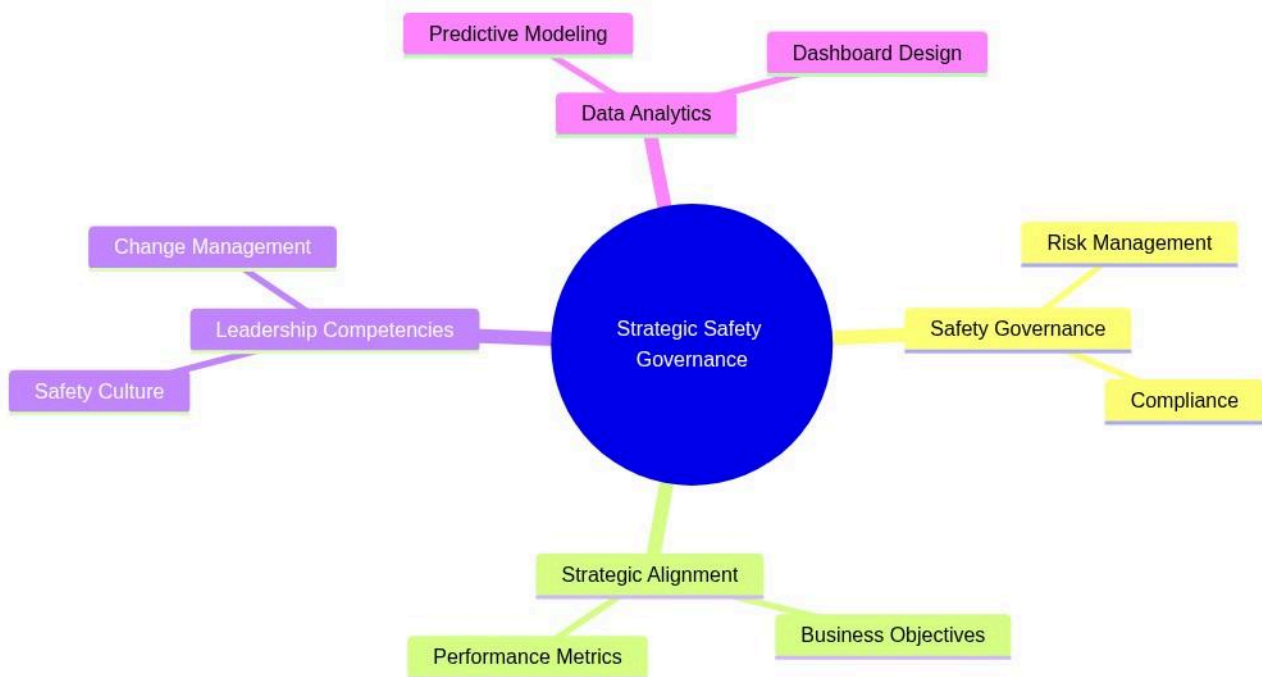 Predictive Modeling
Dashboard Design
Data Analytics
Change Management
Risk Management
Leadership Competencies
Strategic Safety
Governance
Safety Governance
Safety Culture
Compliance
Strategic Alignment
Business Objectives
Performance Metrics